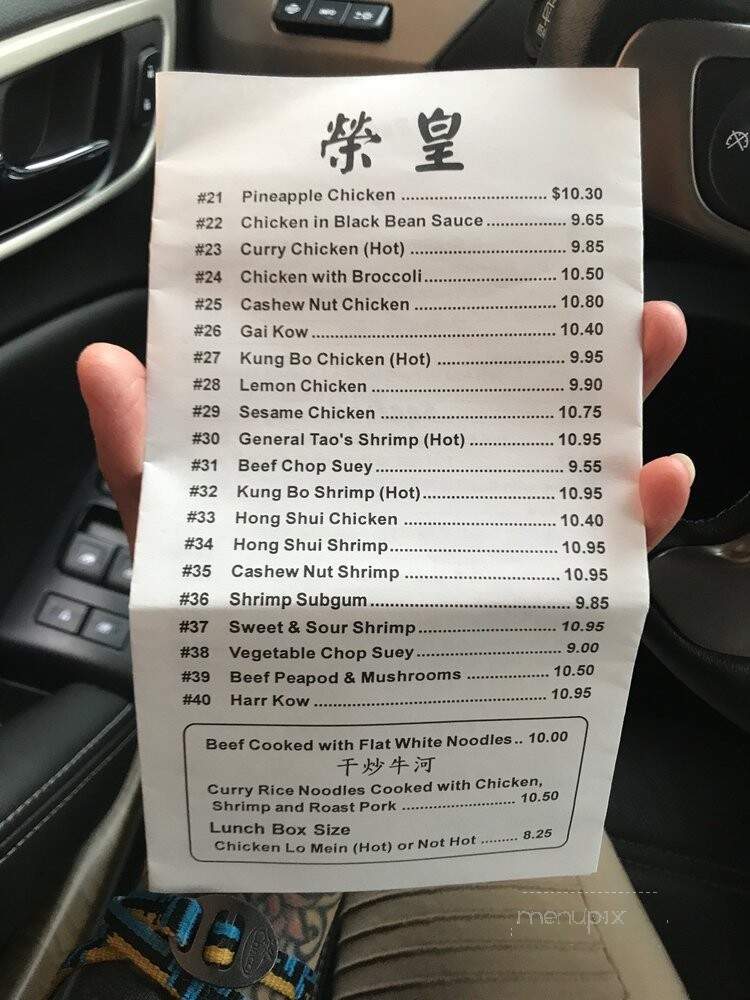 榮 皇
#21 Pineapple Chicken ................................ $10.30
#22 Chicken in Black Bean Sauce ................. 9.65
#23 Curry Chicken (Hot) .................................. 9.85
#24 Chicken with Broccoli ............................. 10.50
#25 Cashew Nut Chicken ............................... 10.80
#26 Gai Kow ..................................................... 10.40
#27 Kung Bo Chicken (Hot) ............................ 9.95
#28 Lemon Chicken .......................................... 9.90
#29 Sesame Chicken ...................................... 10.75
#30 General Tao's Shrimp (Hot) ................... 10.95
#31 Beef Chop Suey ......................................... 9.55
#32 Kung Bo Shrimp (Hot) ............................. 10.95
#33 Hong Shui Chicken ................................. 10.40
#34 Hong Shui Shrimp ..................................... 10.95
#35 Cashew Nut Shrimp .................................. 10.95
#36 Shrimp Subgum ............................................ 9.85
#37 Sweet & Sour Shrimp ................................. 10.95
#38 Vegetable Chop Suey .................................. 9.00
#39 Beef Peapod & Mushrooms ................... 10.50
#40 Harr Kow .................................................... 10.95
Beef Cooked with Flat White Noodles .. 10.00
干炒牛河
Curry Rice Noodles Cooked with Chicken,
Shrimp and Roast Pork ......................... 10.50
Lunch Box Size
Chicken Lo Mein (Hot) or Not Hot ......... 8.25
menupix